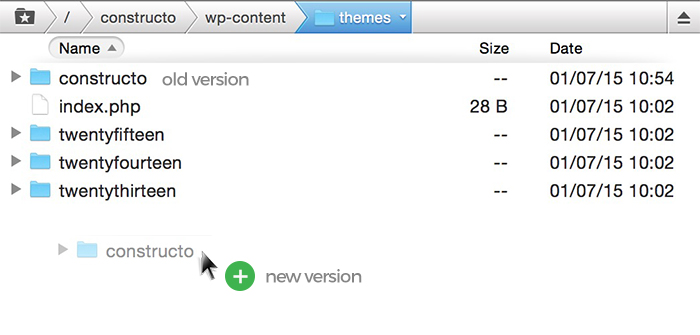 / constructo wp-content themes
Name Size Date
constructo old version -- 01/07/15 10:54
index.php 28 B 01/07/15 10:02
twentyfifteen -- 01/07/15 10:02
twentyfourteen -- 01/07/15 10:02
twentythirteen -- 01/07/15 10:02
constructo
new version